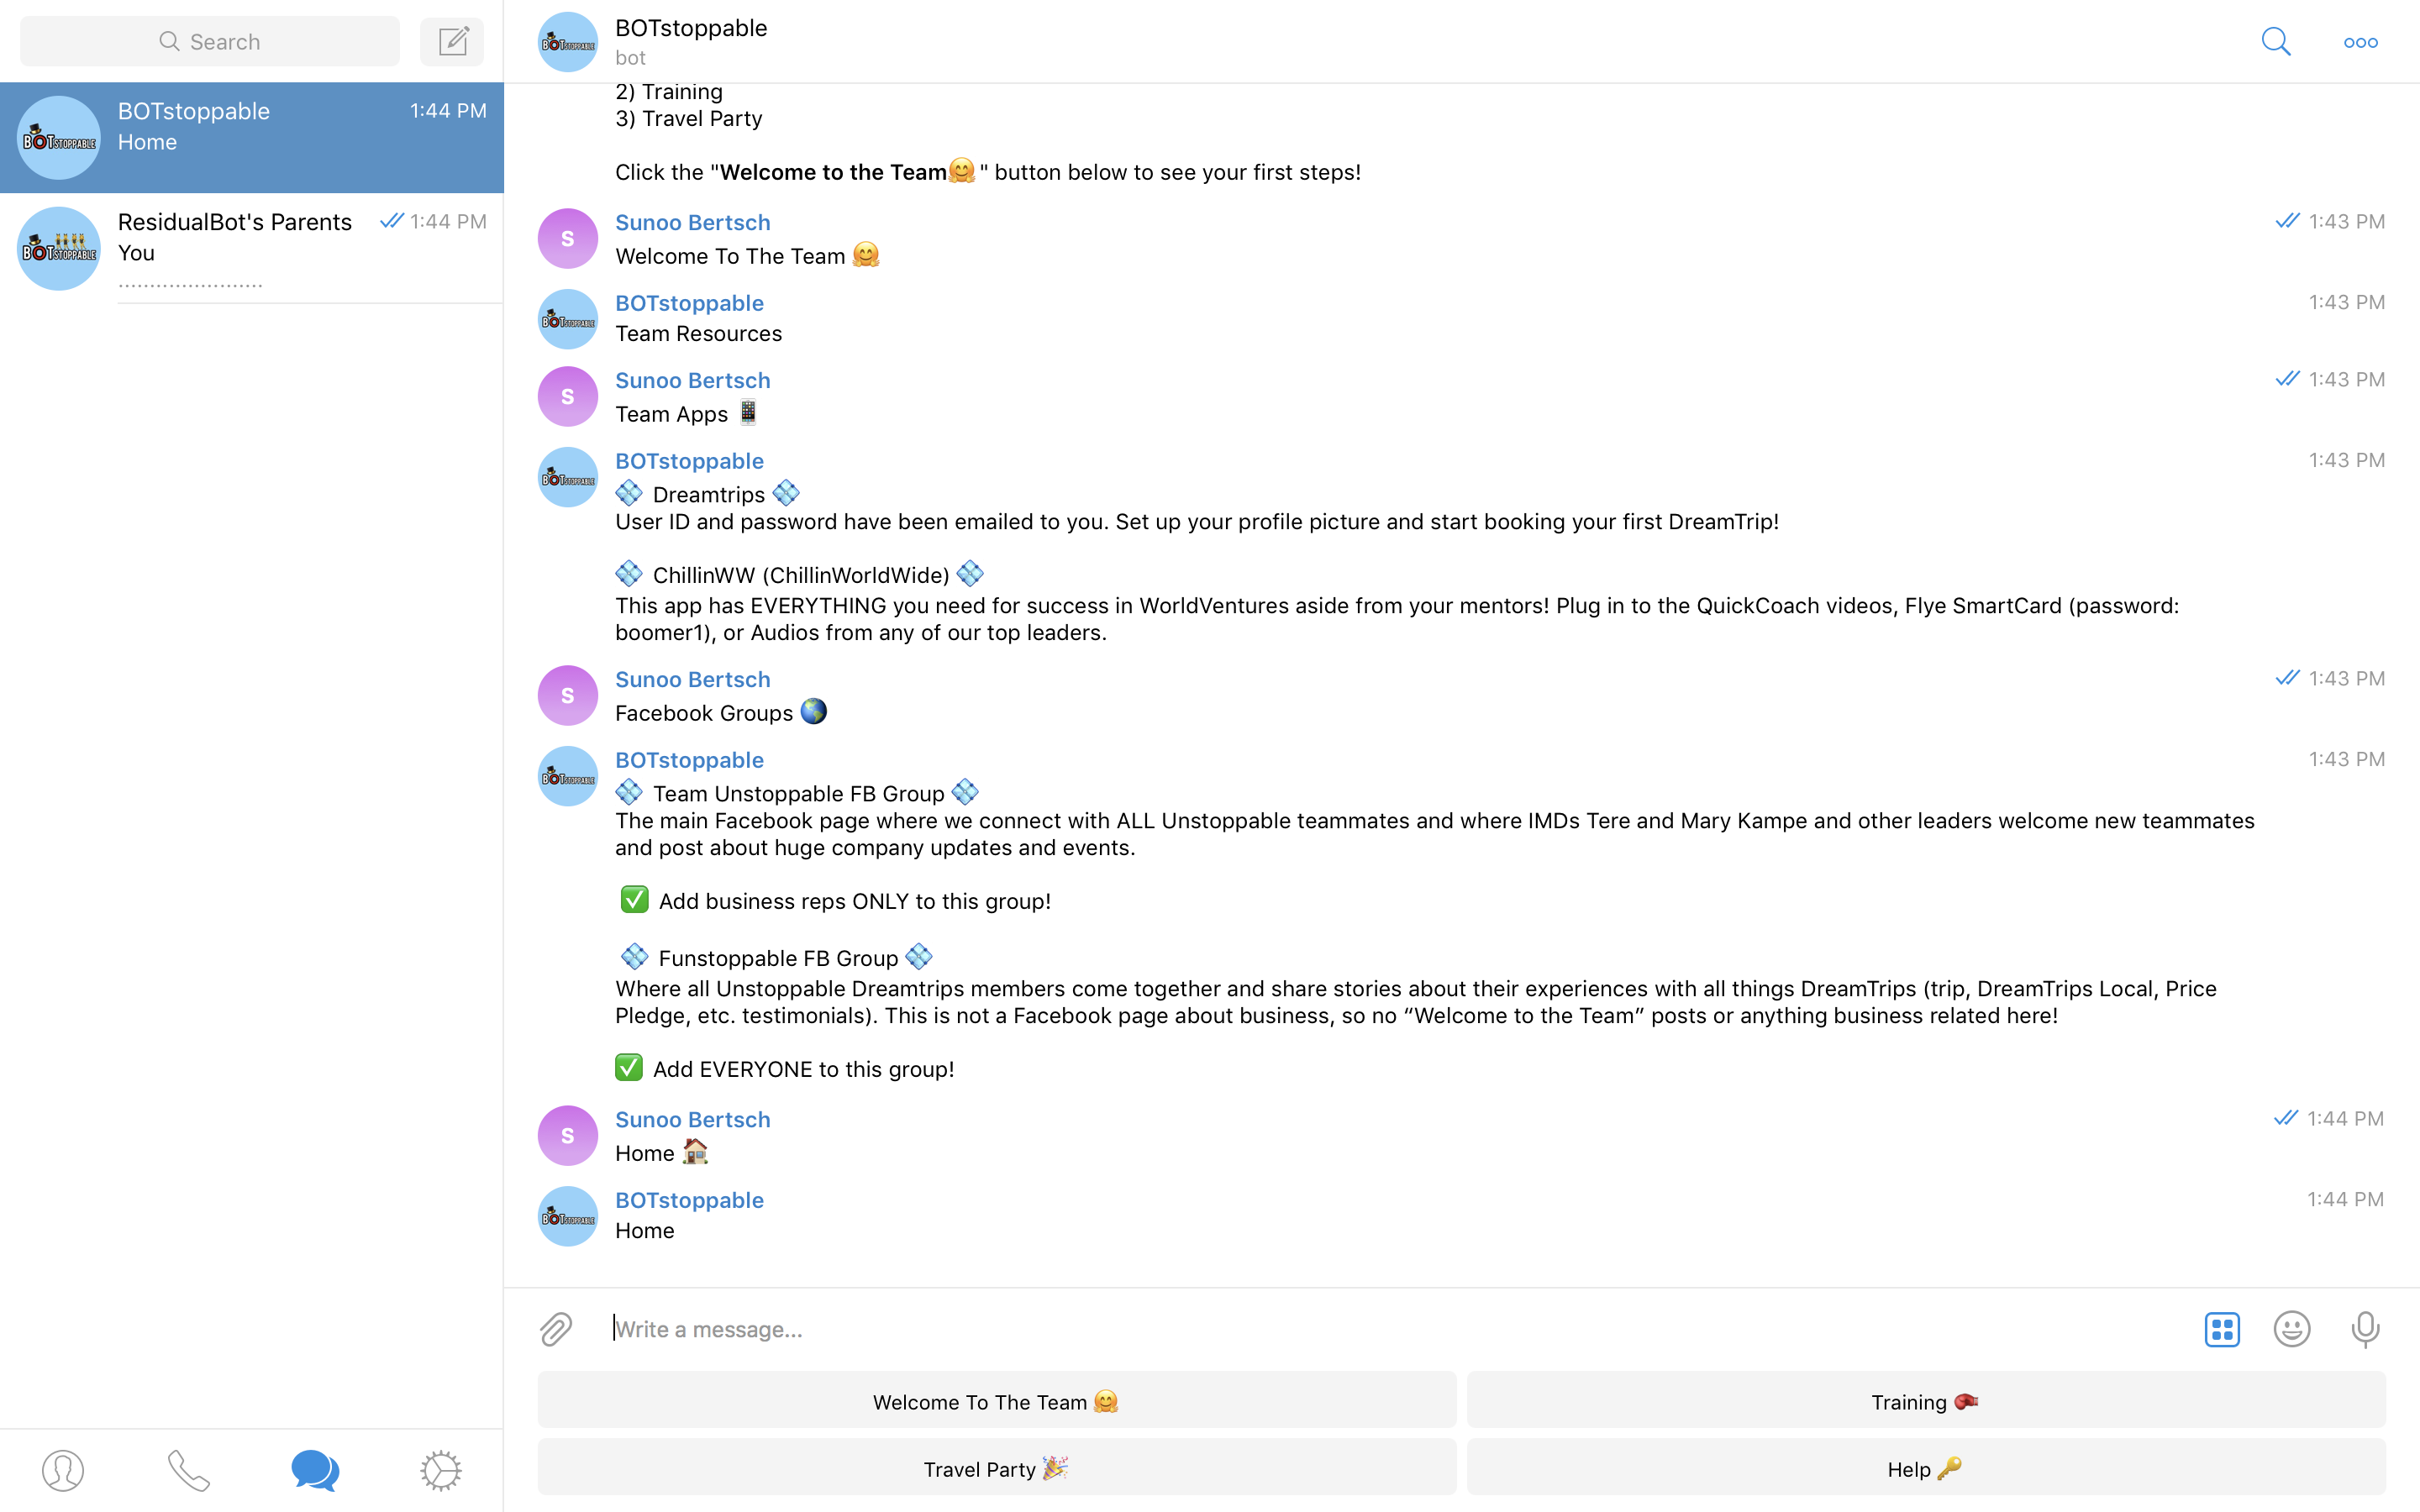 Search
BOTstoppable 1:44 PM
Home
ResidualBot's Parents 1:44 PM
You
.......................
BOTstoppable
bot
2) Training
3) Travel Party
Click the "Welcome to the Team🤗" button below to see your first steps!
S
Sunoo Bertsch 1:43 PM
Welcome To The Team 🤗
BOTstoppable 1:43 PM
Team Resources
S
Sunoo Bertsch 1:43 PM
Team Apps 📱
BOTstoppable 1:43 PM
💠 Dreamtrips 💠
User ID and password have been emailed to you. Set up your profile picture and start booking your first DreamTrip!
💠 ChillinWW (ChillinWorldWide) 💠
This app has EVERYTHING you need for success in WorldVentures aside from your mentors! Plug in to the QuickCoach videos, Flye SmartCard (password:
boomer1), or Audios from any of our top leaders.
S
Sunoo Bertsch 1:43 PM
Facebook Groups 🌎
BOTstoppable 1:43 PM
💠 Team Unstoppable FB Group 💠
The main Facebook page where we connect with ALL Unstoppable teammates and where IMDs Tere and Mary Kampe and other leaders welcome new teammates
and post about huge company updates and events.
✅ Add business reps ONLY to this group!
💠 Funstoppable FB Group 💠
Where all Unstoppable Dreamtrips members come together and share stories about their experiences with all things DreamTrips (trip, DreamTrips Local, Price
Pledge, etc. testimonials). This is not a Facebook page about business, so no “Welcome to the Team” posts or anything business related here!
✅ Add EVERYONE to this group!
S
Sunoo Bertsch 1:44 PM
Home 🏠
BOTstoppable 1:44 PM
Home
Write a message...
Welcome To The Team 🤗
Training 🥊
Travel Party 🎉
Help 🔑